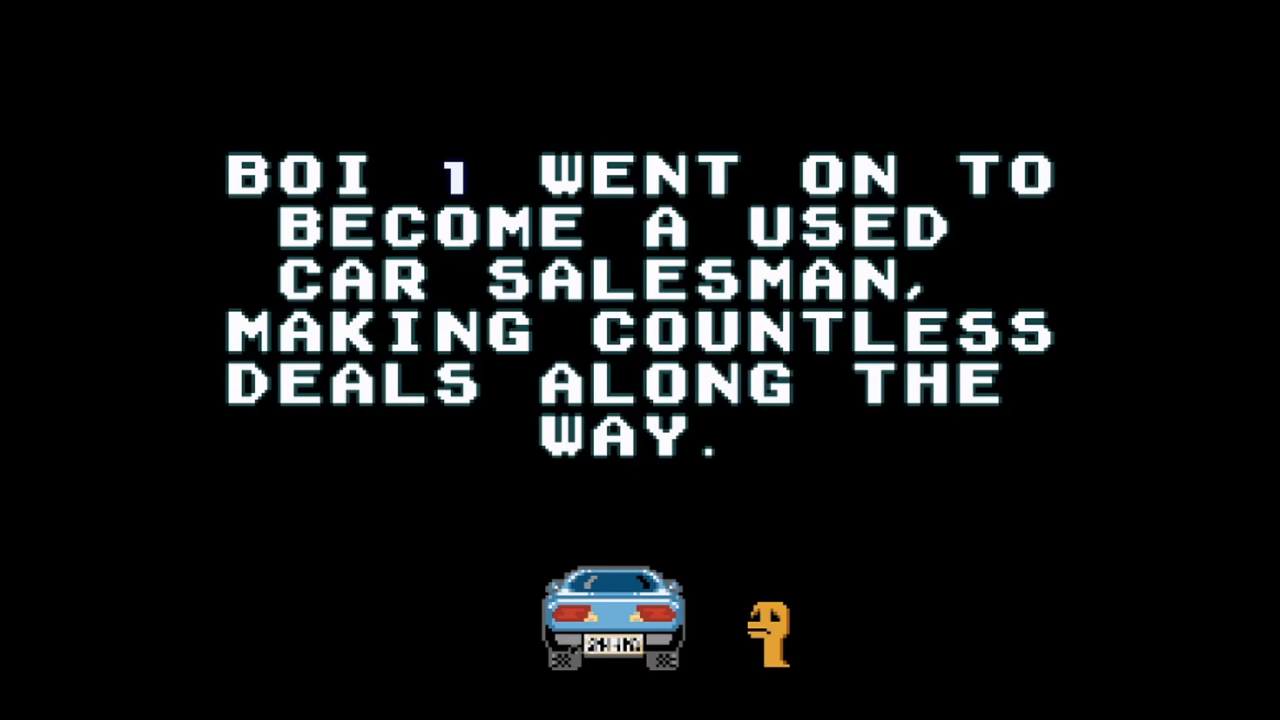 BOI 1 WENT ON TO
BECOME A USED
CAR SALESMAN,
MAKING COUNTLESS
DEALS ALONG THE
WAY.